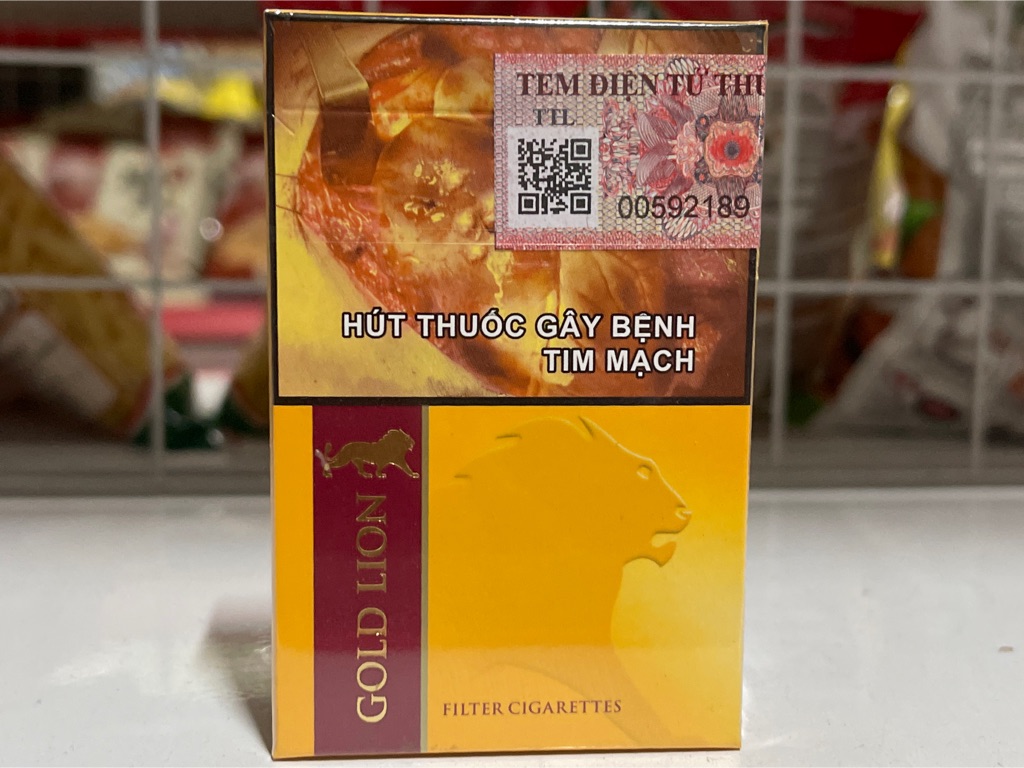 TEM ĐIỆN TỬ THU
TTL
00592189
HÚT THUỐC GÂY BỆNH
TIM MẠCH
GOLD LION
FILTER CIGARETTES